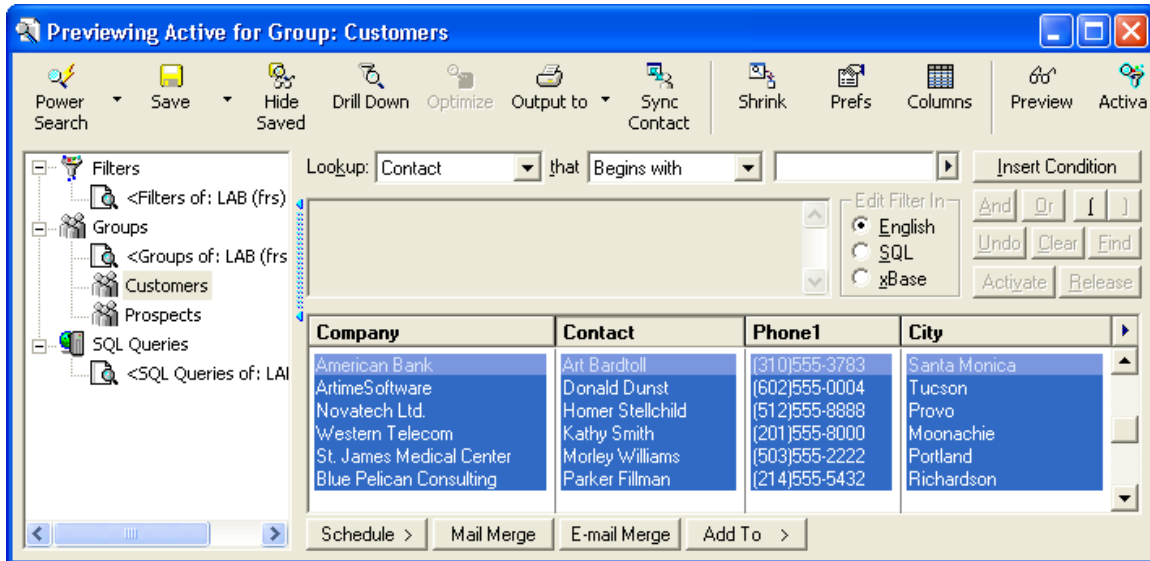 Previewing Active for Group: Customers
Power Search Save Hide Saved Drill Down Optimize Output to Sync Contact Shrink Prefs Columns Preview Activa
Filters
<Filters of: LAB (frs)
Groups
<Groups of: LAB (frs
Customers
Prospects
SQL Queries
<SQL Queries of: LAI
Lookup: Contact that Begins with Insert Condition
Edit Filter In
English
SQL
xBase
And Or ( )
Undo Clear Find
Activate Release
Company Contact Phone1 City
American Bank Art Bardtoll (310)555-3783 Santa Monica
ArtimeSoftware Donald Dunst (602)555-0004 Tucson
Novatech Ltd. Homer Stellchild (512)555-8888 Provo
Western Telecom Kathy Smith (201)555-8000 Moonachie
St. James Medical Center Morley Williams (503)555-2222 Portland
Blue Pelican Consulting Parker Fillman (214)555-5432 Richardson
Schedule > Mail Merge E-mail Merge Add To >